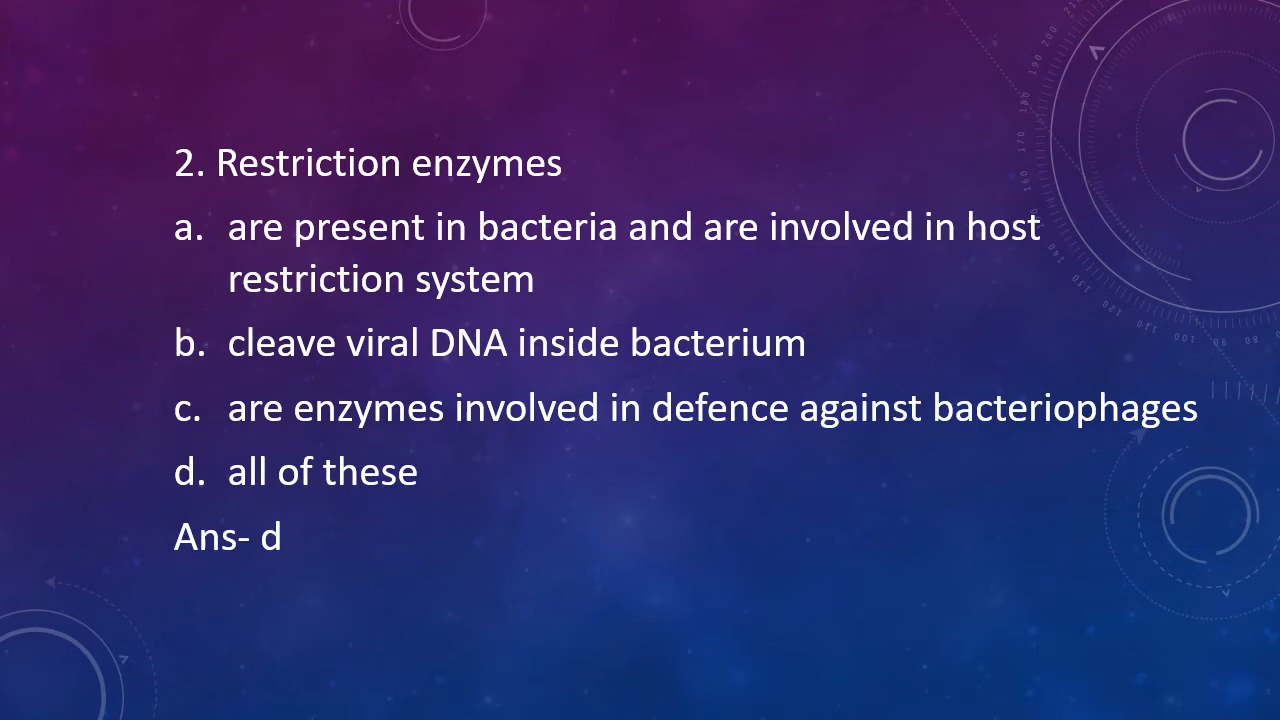 2. Restriction enzymes
a. are present in bacteria and are involved in host
restriction system
b. cleave viral DNA inside bacterium
c. are enzymes involved in defence against bacteriophages
d. all of these
Ans- d